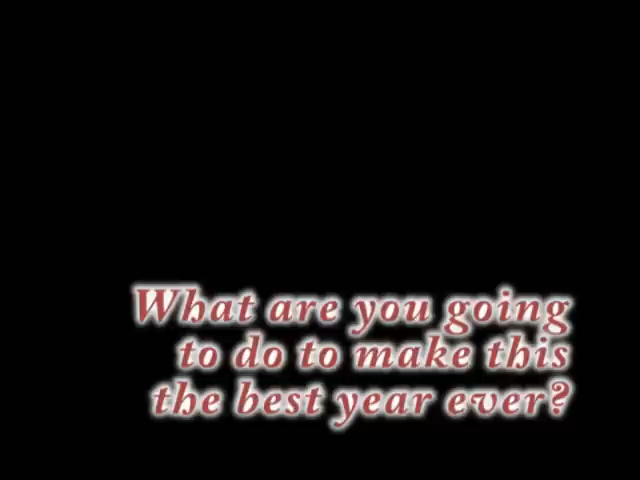 What are you going
to do to make this
the best year ever?